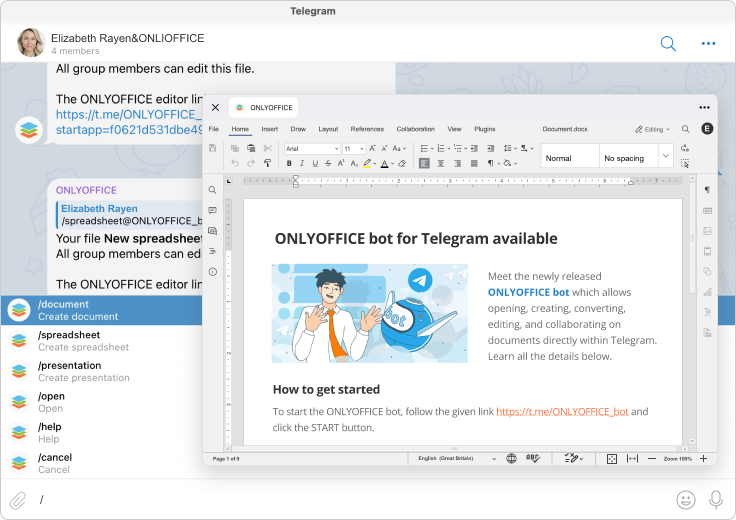 Telegram
Elizabeth Rayen&ONLIOFFICE
4 members
All group members can edit this file.
The ONLYOFFICE editor lin
https://t.me/ONLYOFFICE_
startapp=f0621d531dbe49
ONLYOFFICE
Elizabeth Rayen
/spreadsheet@ONLYOFFICE_b
Your file New spreadsheet
All group members can edi
The ONLYOFFICE editor lin
/document
Create document
/spreadsheet
Create spreadsheet
/presentation
Create presentation
/open
Open
/help
Help
/cancel
Cancel
/
ONLYOFFICE
File Home Insert Draw Layout References Collaboration View Plugins Document.docx Editing E
Arial 11
Normal No spacing
ONLYOFFICE bot for Telegram available
bot
Meet the newly released
ONLYOFFICE bot which allows
opening, creating, converting,
editing, and collaborating on
documents directly within Telegram.
Learn all the details below.
How to get started
To start the ONLYOFFICE bot, follow the given link https://t.me/ONLYOFFICE_bot and
click the START button.
Page 1 of 5 English (Great Britain) Zoom 100%